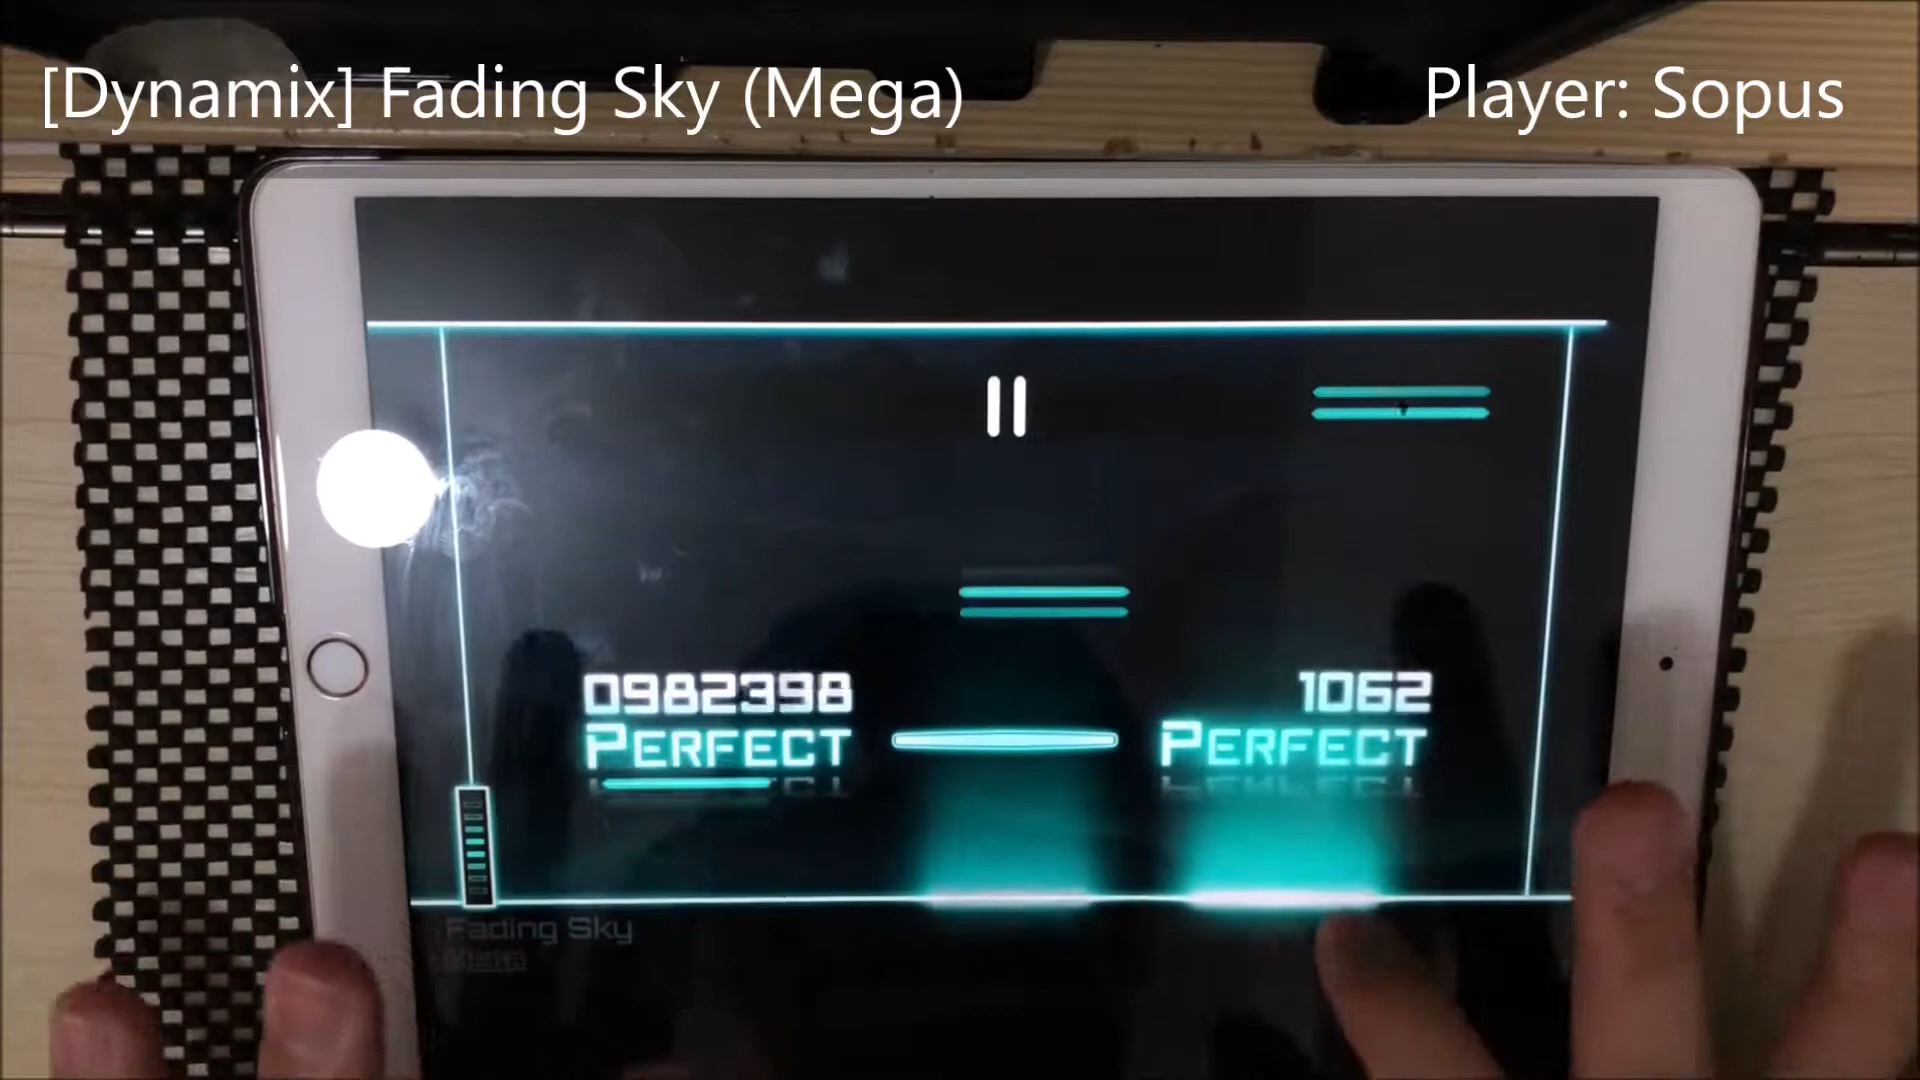 [Dynamix] Fading Sky (Mega)
Player: Sopus
0982398
1062
PERFECT
PERFECT
Fading Sky